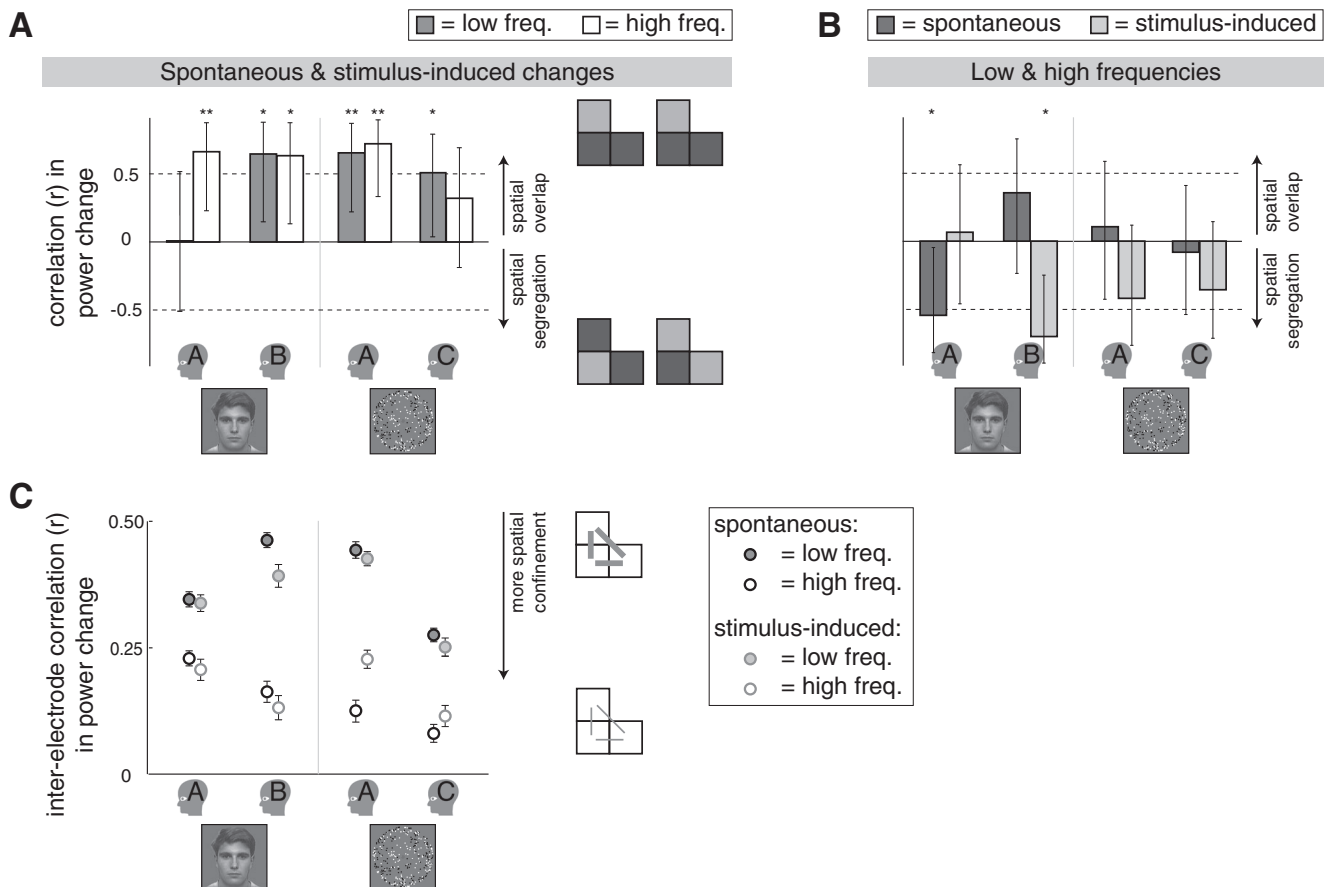 A
= low freq. = high freq.
Spontaneous & stimulus-induced changes
correlation (r) in
power change
0.5
0
-0.5
** * * ** ** *
spatial
overlap
spatial
segregation
A B A C
B
= spontaneous = stimulus-induced
Low & high frequencies
* *
spatial
overlap
spatial
segregation
A B A C
C
inter-electrode correlation (r)
in power change
0.50
0.25
0
more spatial
confinement
A B A C
spontaneous:
= low freq.
= high freq.
stimulus-induced:
= low freq.
= high freq.